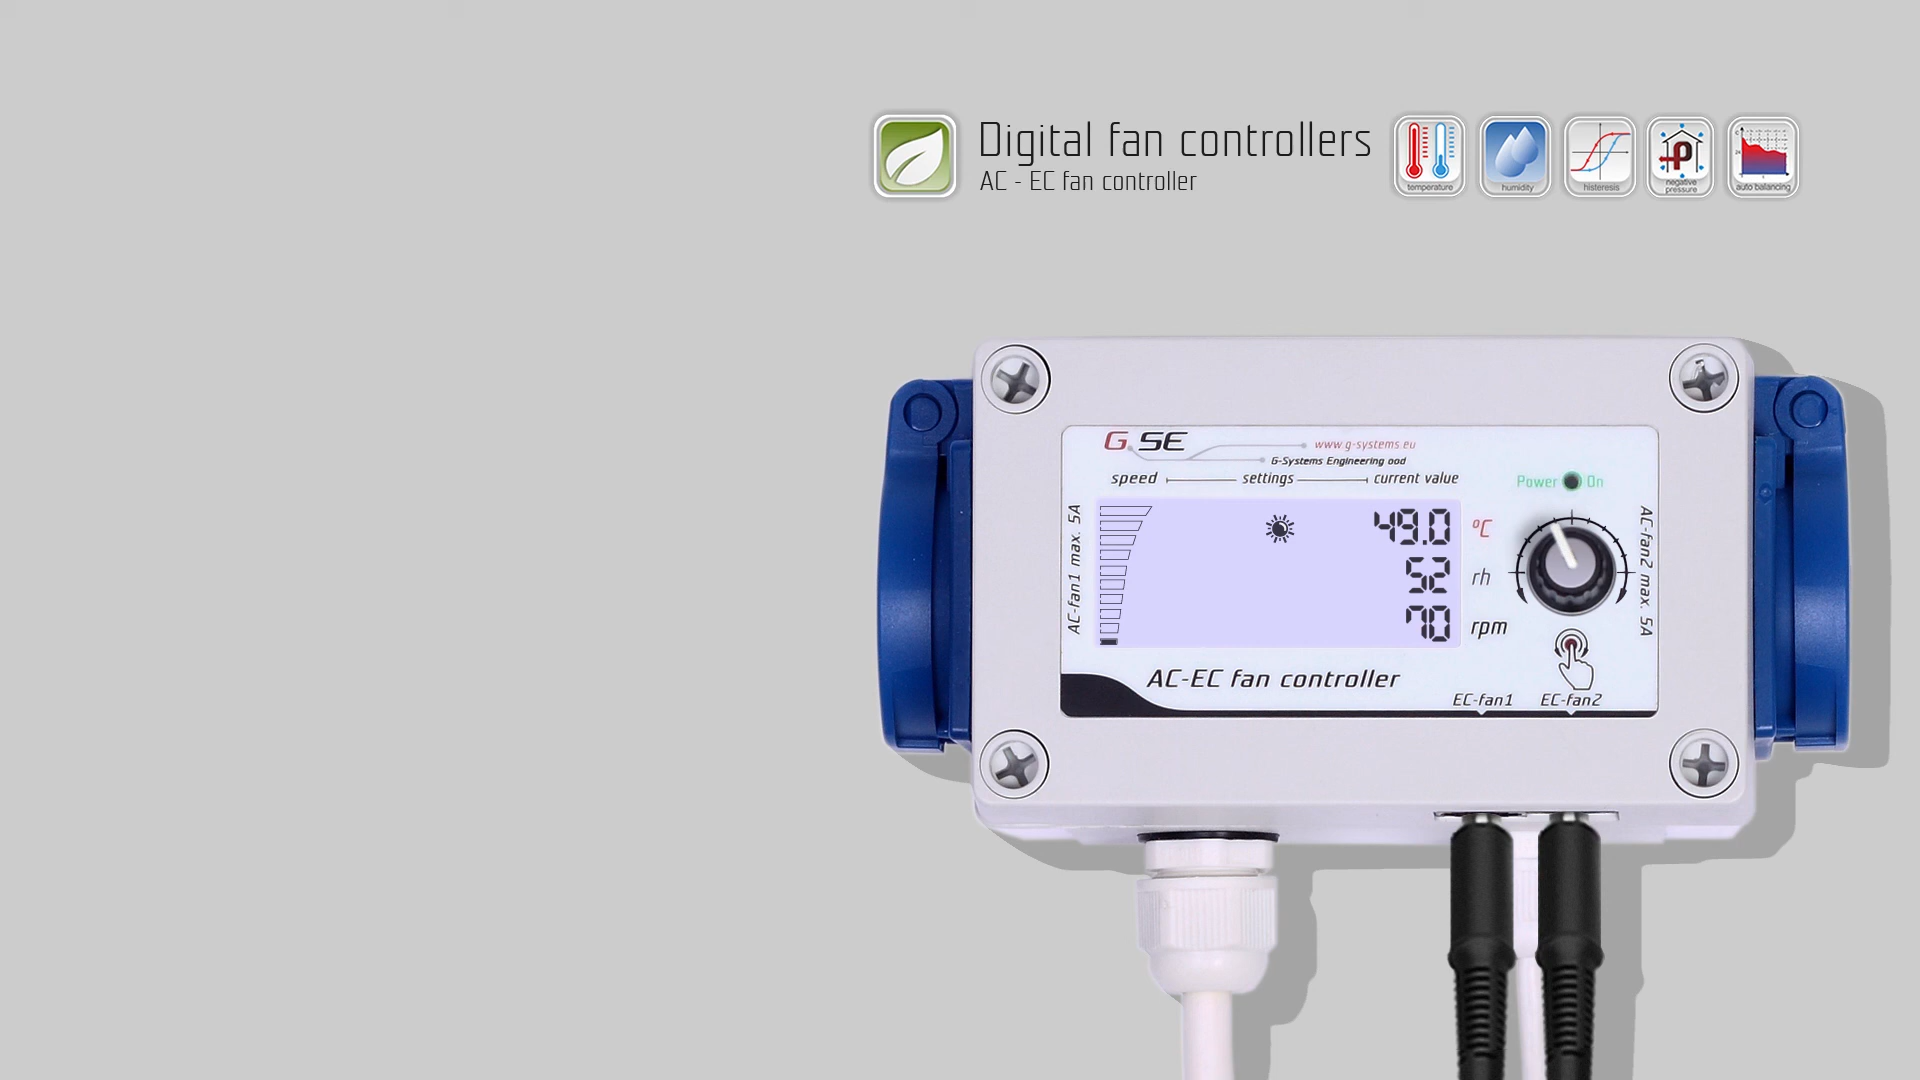 Digital fan controllers
AC - EC fan controller
temperature
humidity
histeresis
negative
pressure
auto balancing
G.SE
www.g-systems.eu
G-Systems Engineering ood
speed settings current value
Power On
AC-fan1 max. 5A
49.0 °C
52 rh
70 rpm
AC-fan2 max. 5A
AC-EC fan controller
EC-fan1 EC-fan2